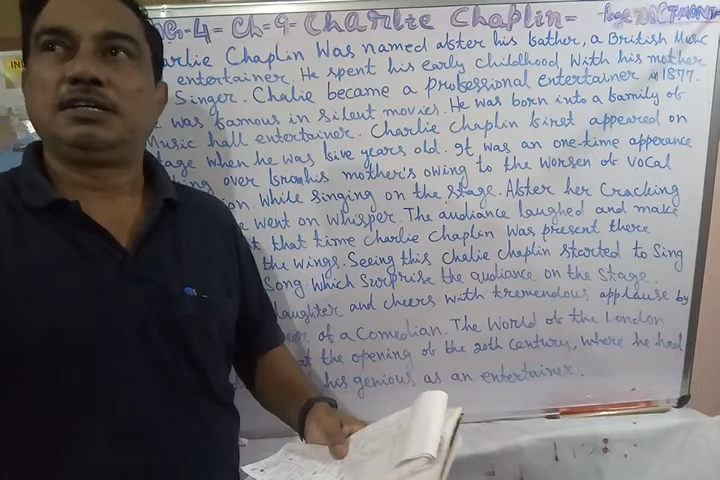 - 4 = Ch - 9 = Charlie Chaplin =
Charlie Chaplin Was named after his father, a British Music
entertainer. He spent his early childhood With his mother
Singer. Chalie became a professional entertainer in 1877.
was famous in silent movies. He was born into a family of
Music hall entertainer. Charlie Chaplin first appeared on
stage when he was five years old. It was an one-time apperance
over from his mother's owing to the worsen of vocal
While singing on the stage. After her cracking
went on whisper. The audiance laughed and make
that time Charlie Chaplin Was present there
the wings. Seeing this Chalie chaplin started to Sing
Song. Which Surprise the audiance on the stage.
laughter and cheers with tremendous applause by
of a Comedian. The World of the London
at the opening of the 20th Century, where he had
his genious as an entertainer.